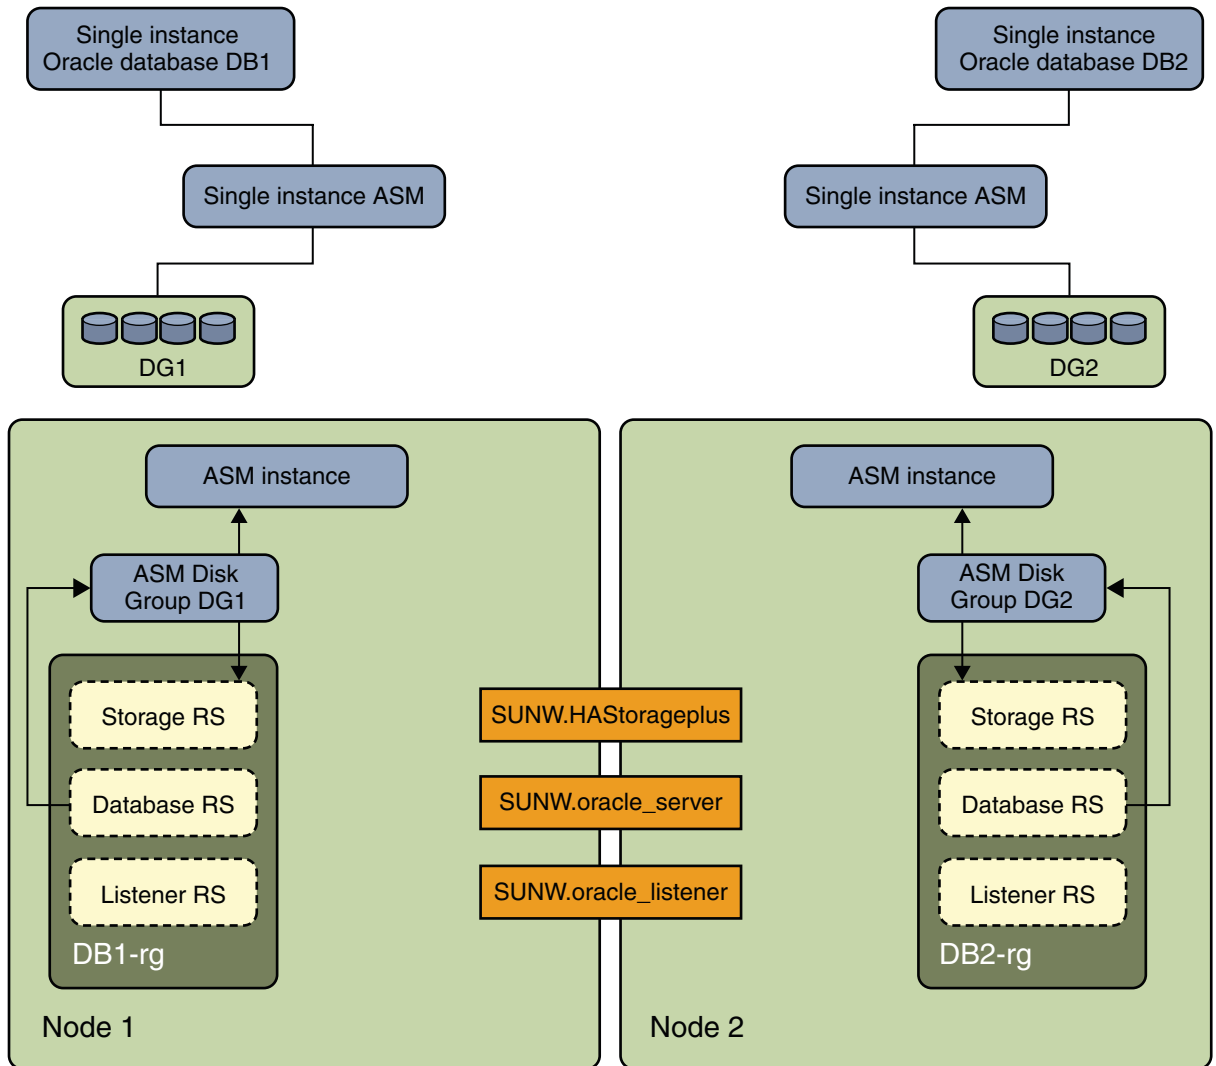 Single instance
Oracle database DB1
Single instance
Oracle database DB2
Single instance ASM
Single instance ASM
DG1
DG2
ASM instance
ASM instance
ASM Disk
Group DG1
ASM Disk
Group DG2
Storage RS
SUNW.HAStorageplus
Storage RS
Database RS
SUNW.oracle_server
Database RS
Listener RS
SUNW.oracle_listener
Listener RS
DB1-rg
DB2-rg
Node 1
Node 2